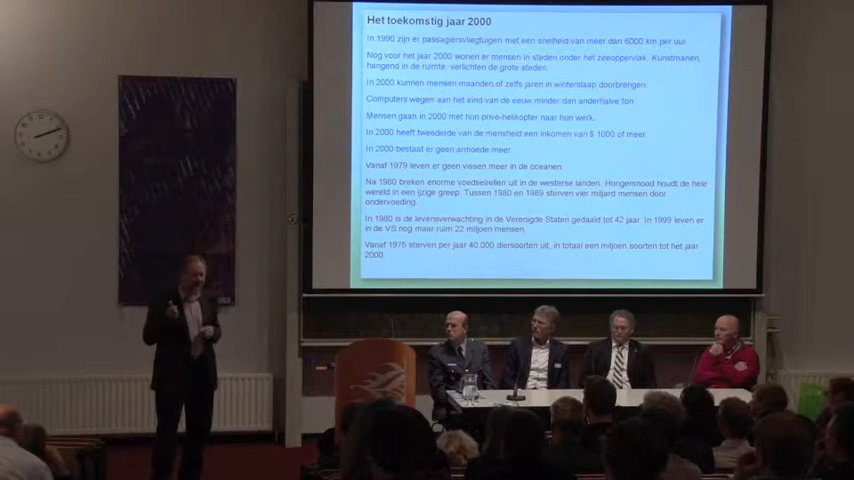 Het toekomstig jaar 2000
In 1990 zijn er passagiersvliegtuigen met een snelheid van meer dan 6000 km per uur.
Nog voor het jaar 2000 wonen er mensen in steden onder het zeeoppervlak. Kunstmanen,
hangend in de ruimte, verlichten de grote steden.
In 2000 kunnen mensen maanden of zelfs jaren in winterslaap doorbrengen.
Computers wegen aan het eind van de eeuw minder dan anderhalve ton
Mensen gaan in 2000 met hun privé-helikopter naar hun werk.
In 2000 heeft tweederde van de mensheid een inkomen van $ 1000 of meer.
In 2000 bestaat er geen armoede meer.
Vanaf 1979 leven er geen vissen meer in de oceanen
Na 1980 breken enorme voedselrellen uit in de westerse landen. Hongersnood houdt de hele
wereld in een ijzige greep. Tussen 1980 en 1989 sterven vier miljard mensen door
ondervoeding.
In 1980 is de levensverwachting in de Verenigde Staten gedaald tot 42 jaar. In 1999 leven er
in de VS nog maar ruim 22 miljoen mensen.
Vanaf 1975 sterven per jaar 40.000 diersoorten uit, in totaal een miljoen soorten tot het jaar
2000.